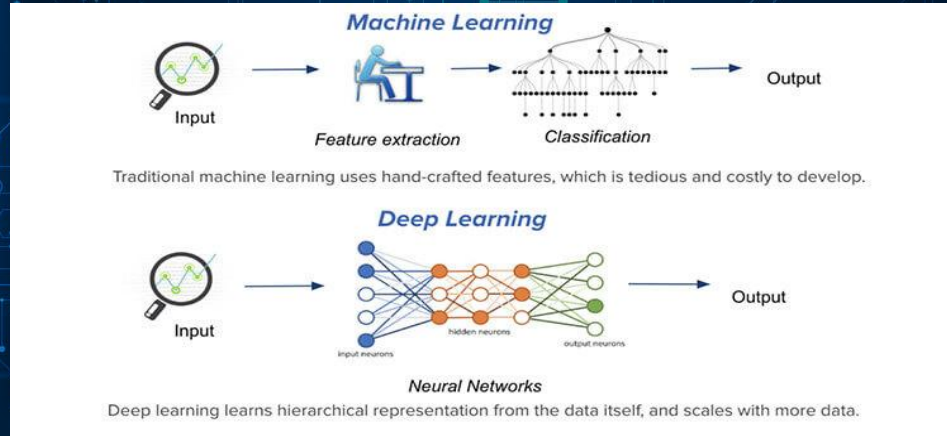 Machine Learning
Input
Feature extraction
Classification
Output
Traditional machine learning uses hand-crafted features, which is tedious and costly to develop.
Deep Learning
Input
input neurons
hidden neurons
output neurons
Output
Neural Networks
Deep learning learns hierarchical representation from the data itself, and scales with more data.